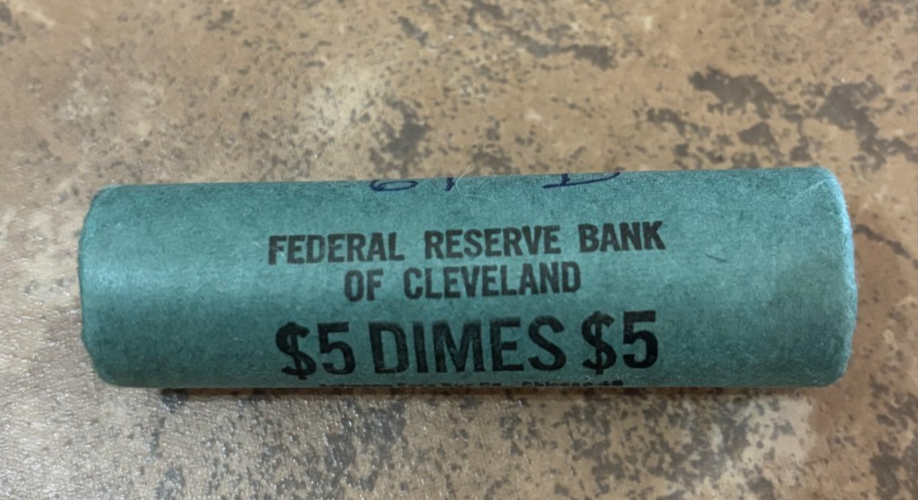 FEDERAL RESERVE BANK
OF CLEVELAND
$5 DIMES $5